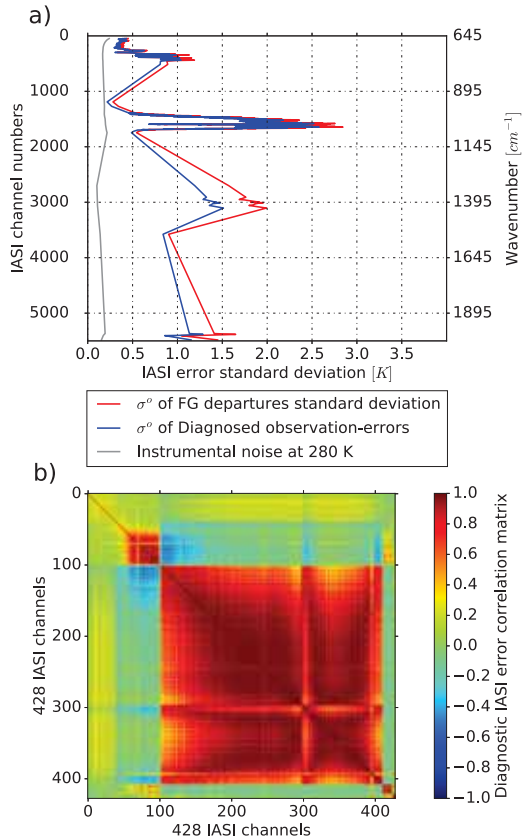 a)
0
1000
2000
3000
4000
5000
IASI channel numbers
645
895
1145
1395
1645
1895
Wavenumber [cm⁻¹]
0.0 0.5 1.0 1.5 2.0 2.5 3.0 3.5
IASI error standard deviation [K]
σᵒ of FG departures standard deviation
σᵒ of Diagnosed observation-errors
Instrumental noise at 280 K
b)
0
100
200
300
400
428 IASI channels
0 100 200 300 400
428 IASI channels
1.0
0.8
0.6
0.4
0.2
0.0
−0.2
−0.4
−0.6
−0.8
−1.0
Diagnostic IASI error correlation matrix